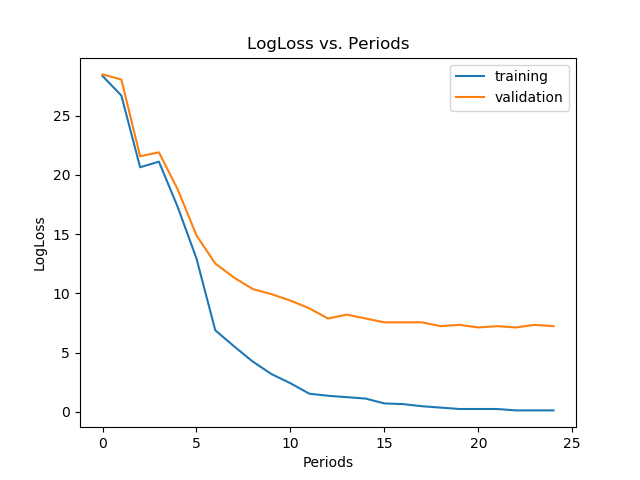 LogLoss vs. Periods
training
validation
LogLoss
25
20
15
10
5
0
0 5 10 15 20 25
Periods